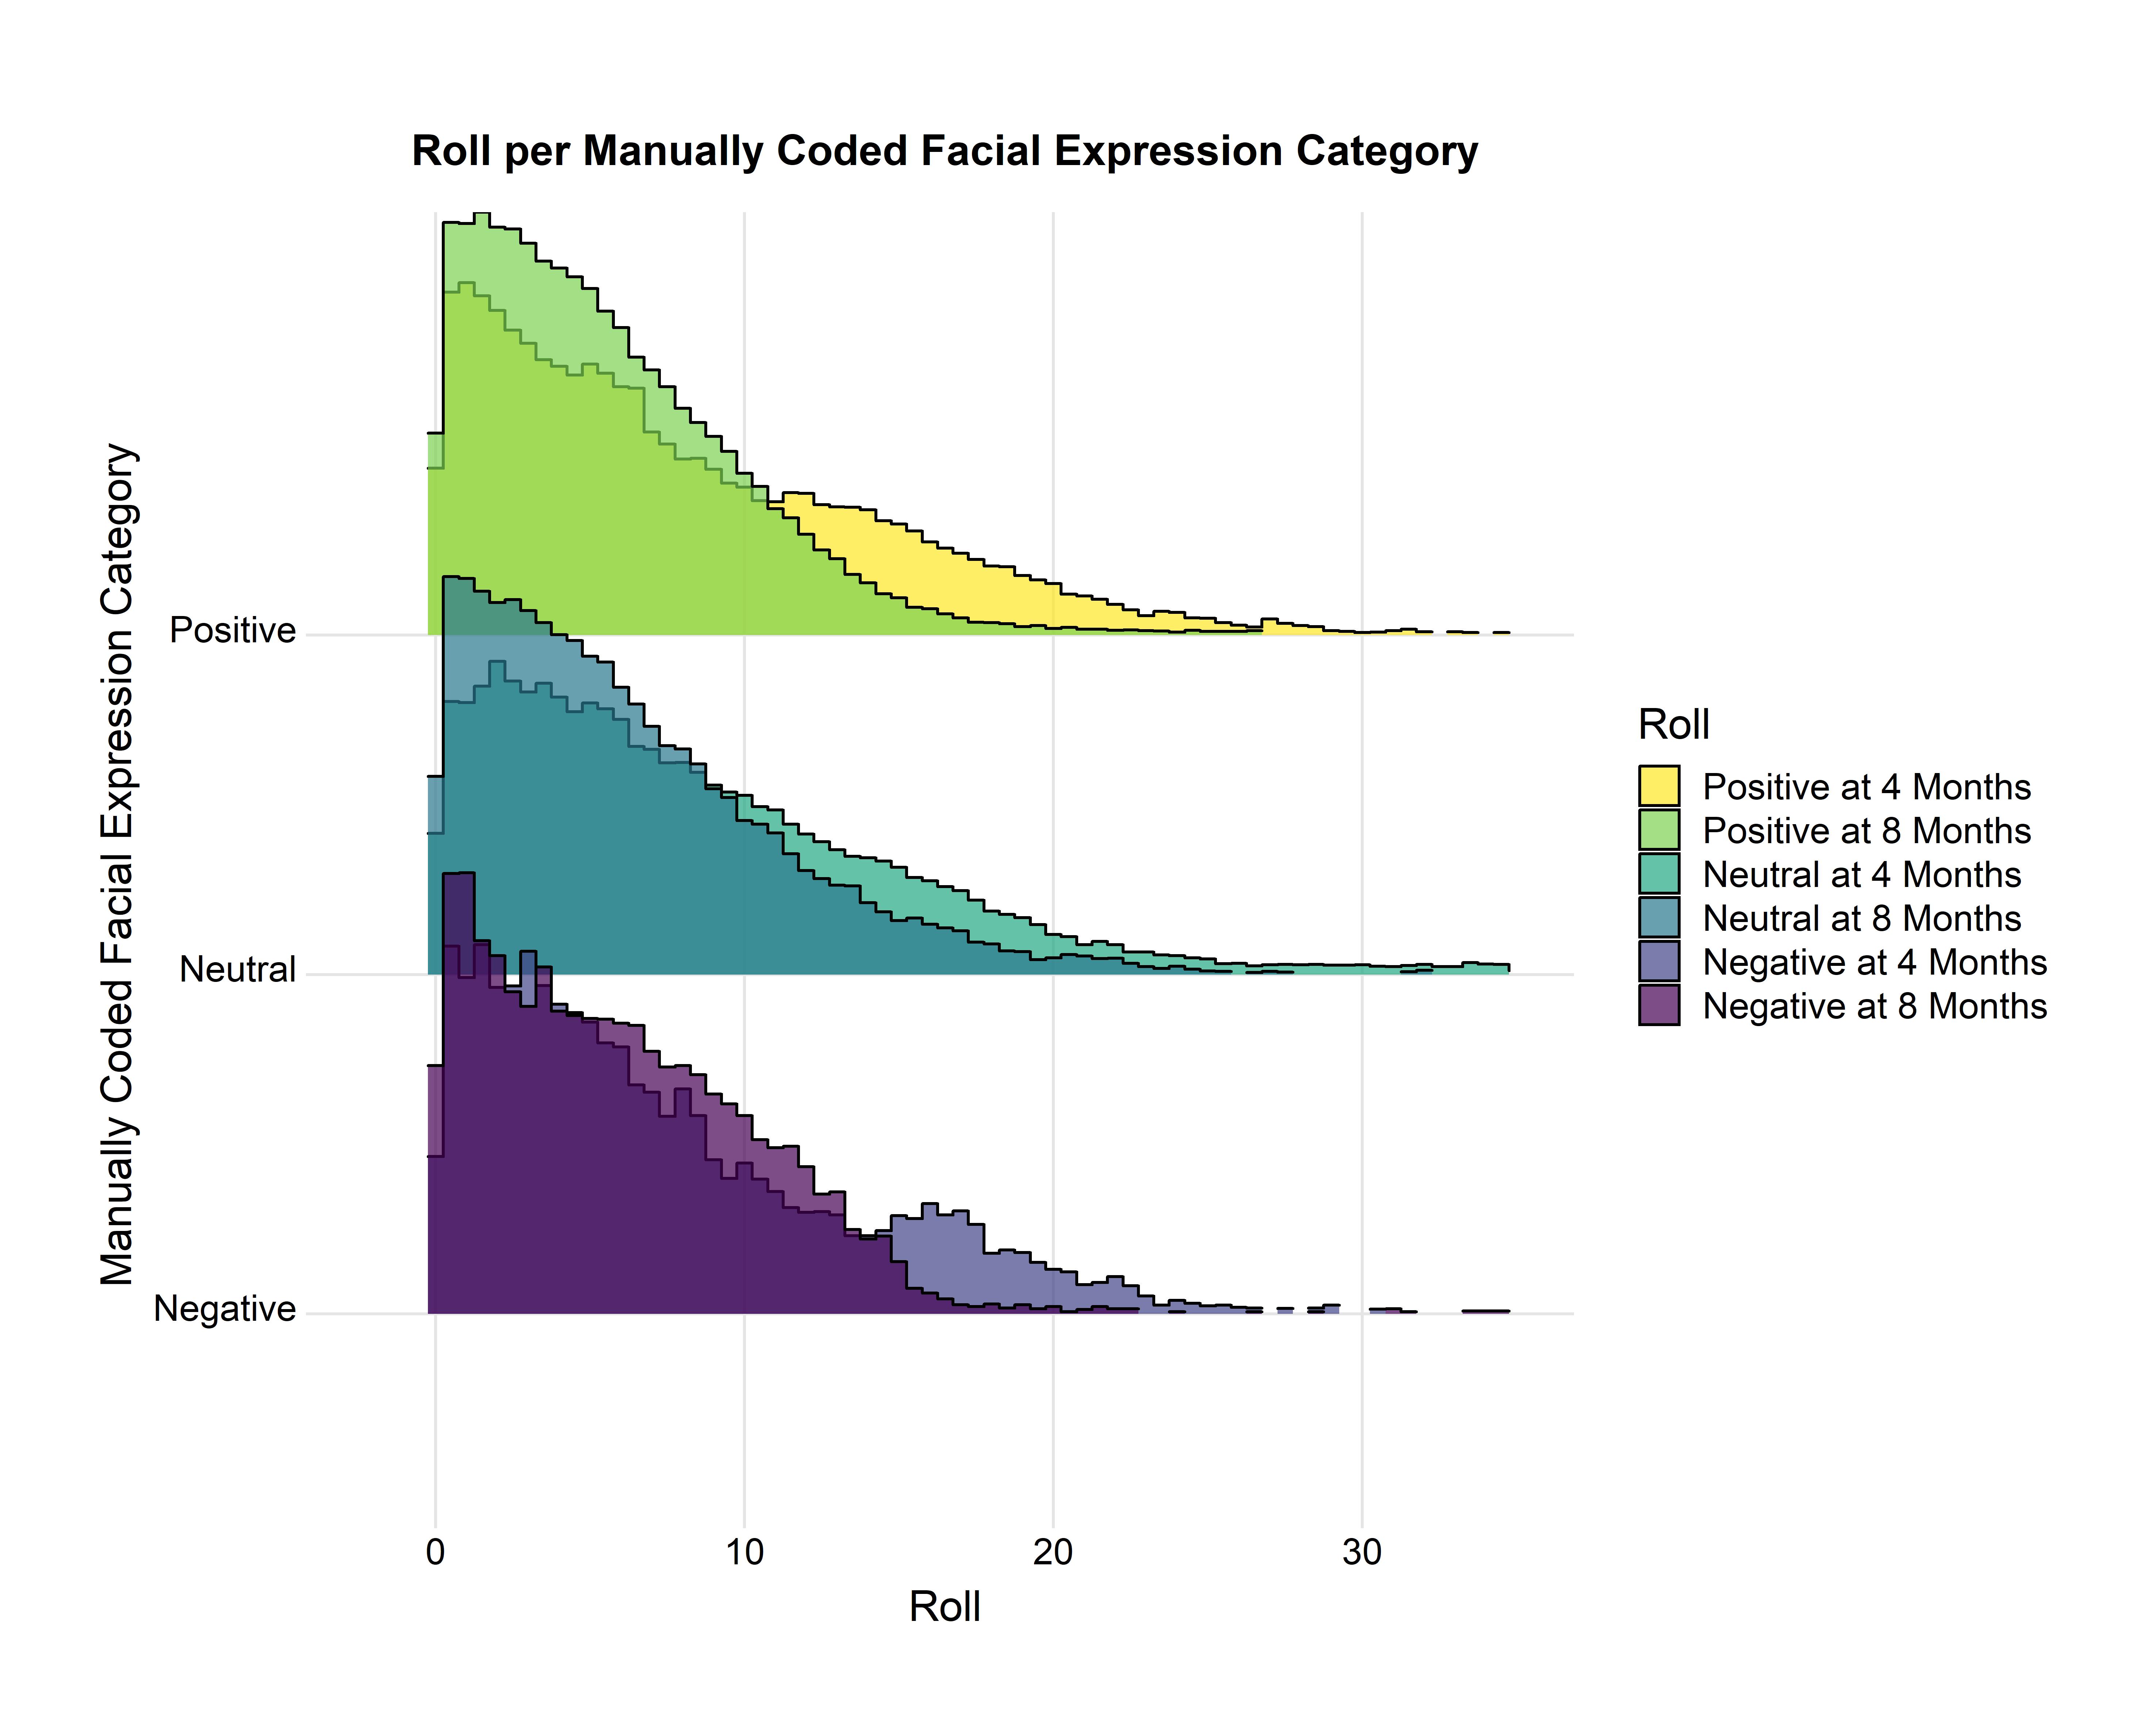 Roll per Manually Coded Facial Expression Category
Manually Coded Facial Expression Category
Positive
Neutral
Negative
0 10 20 30
Roll
Roll
Positive at 4 Months
Positive at 8 Months
Neutral at 4 Months
Neutral at 8 Months
Negative at 4 Months
Negative at 8 Months